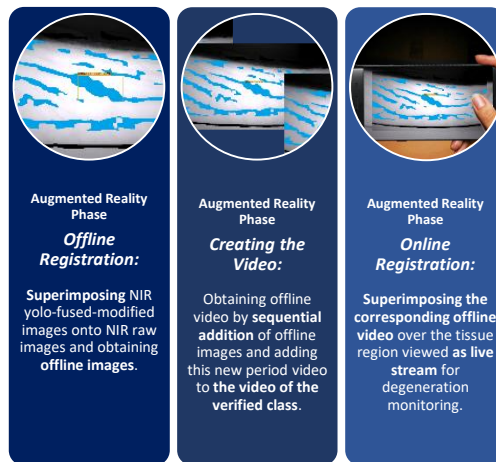 Augmented Reality
Phase
Offline
Registration:
Superimposing NIR
yolo-fused-modified
images onto NIR raw
images and obtaining
offline images.
Augmented Reality
Phase
Creating the
Video:
Obtaining offline
video by sequential
addition of offline
images and adding
this new period video
to the video of the
verified class.
Augmented Reality
Phase
Online
Registration:
Superimposing the
corresponding offline
video over the tissue
region viewed as live
stream for
degeneration
monitoring.